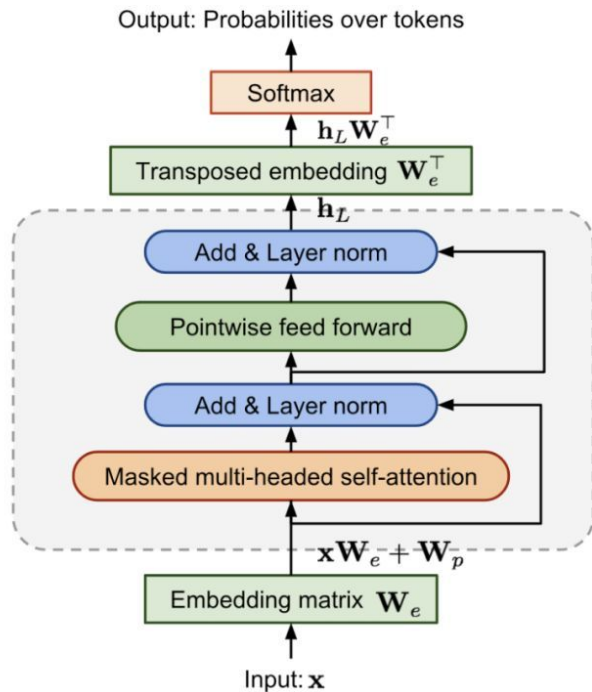 Output: Probabilities over tokens
Softmax
h_L W_e^⊤
Transposed embedding W_e^⊤
h_L
Add & Layer norm
Pointwise feed forward
Add & Layer norm
Masked multi-headed self-attention
xW_e + W_p
Embedding matrix W_e
Input: x